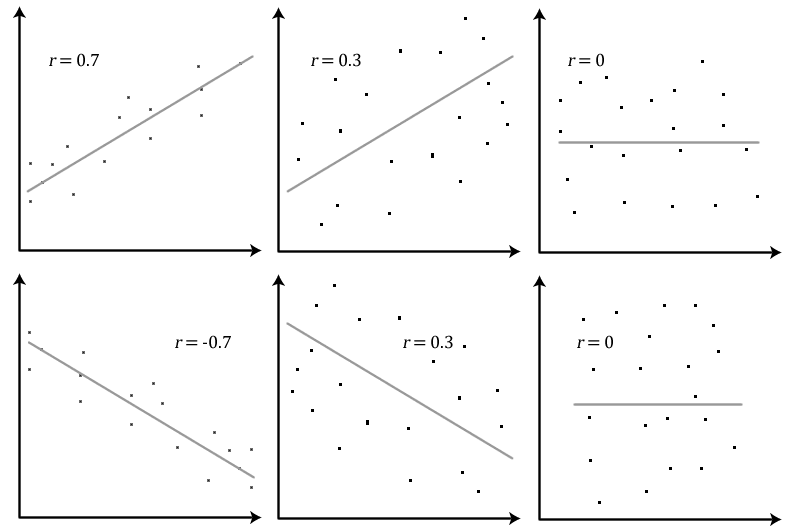 r = 0.7
r = 0.3
r = 0
r = -0.7
r = 0.3
r = 0